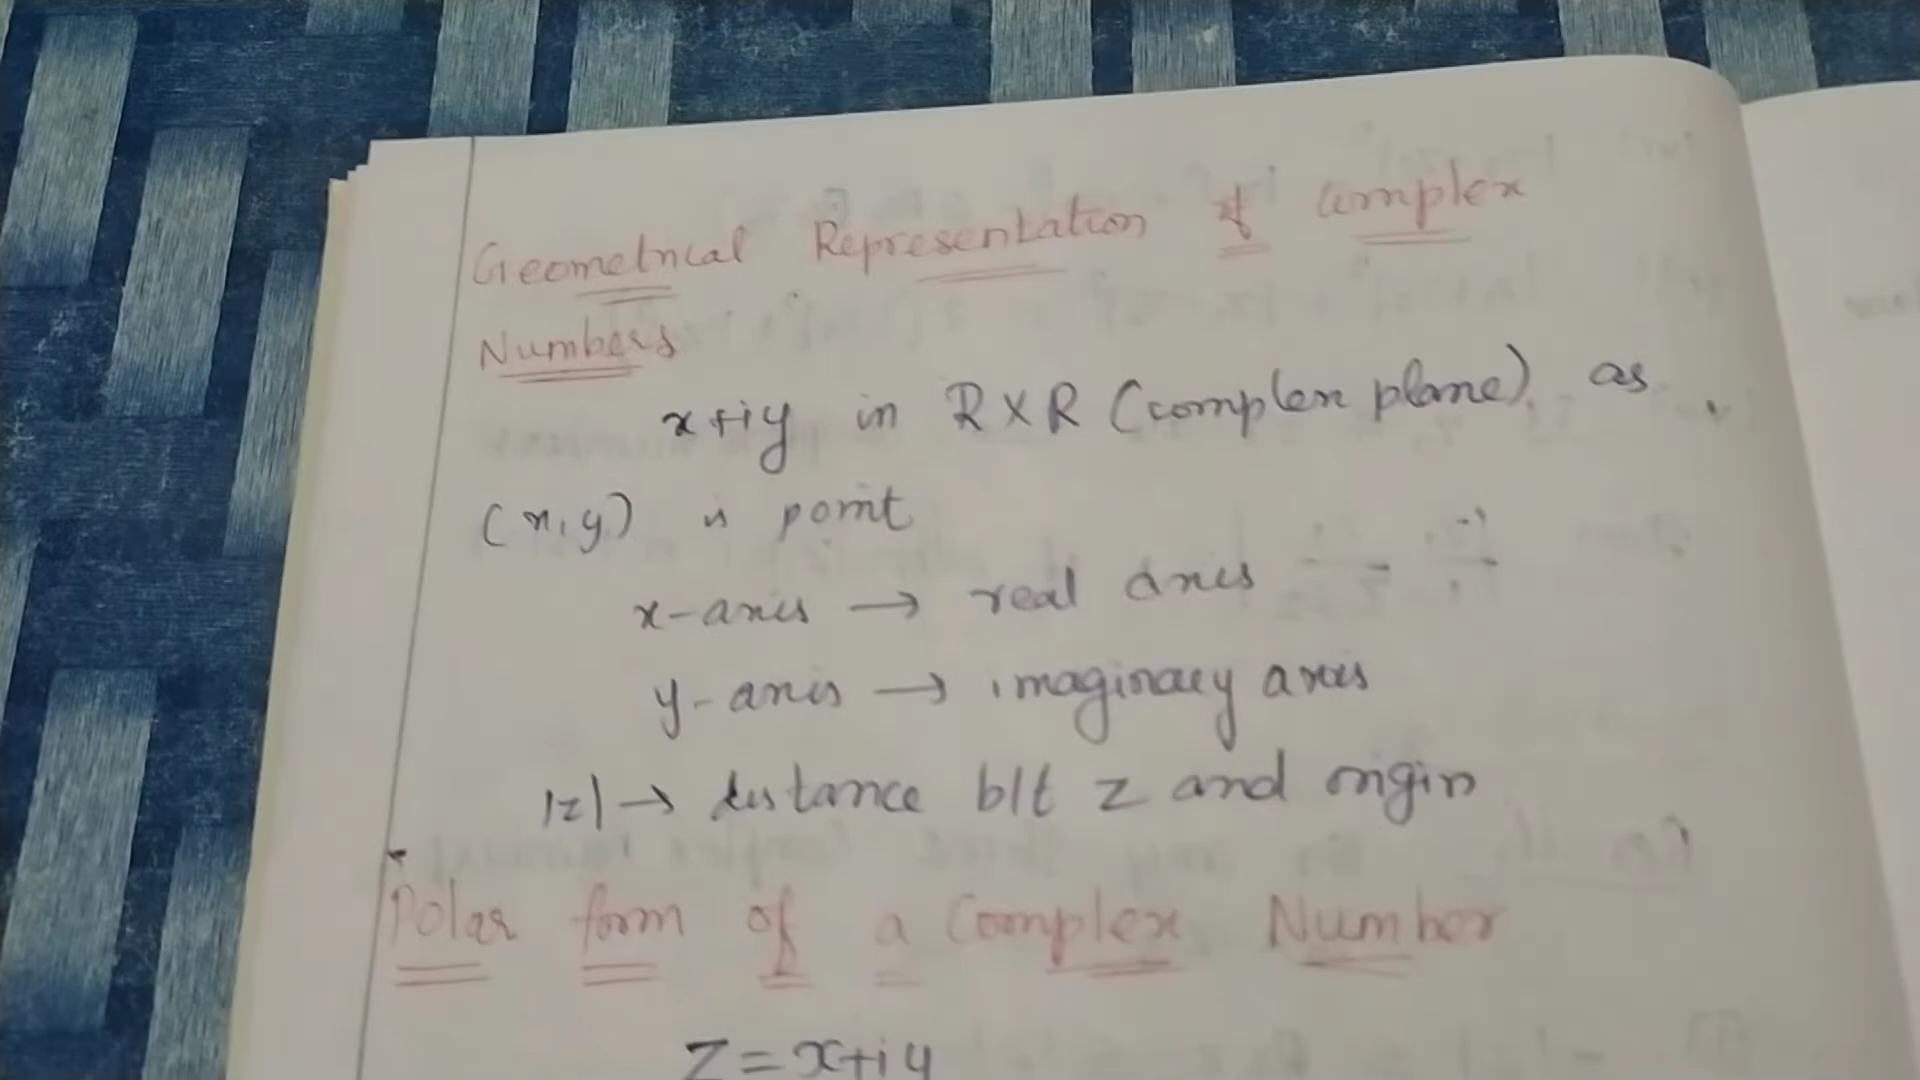 Geometrical Representation of Complex
Numbers
x+iy in R×R (complex plane) as
(x,y) is point
x-axis → real axis
y-axis → imaginary axis
|z| → distance b/t z and origin
Polar form of a Complex Number
Z = x+iy